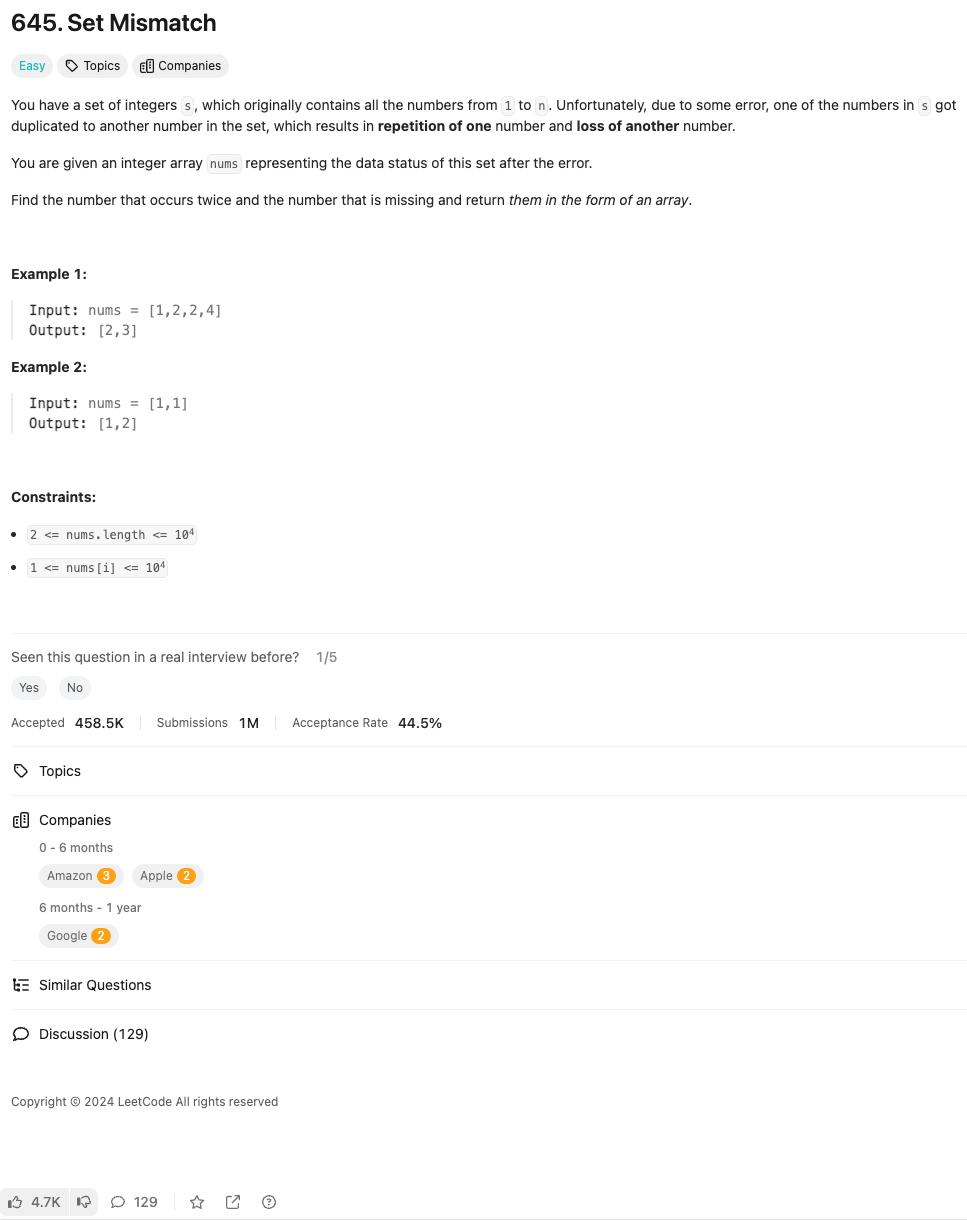 645. Set Mismatch
Easy Topics Companies
You have a set of integers s, which originally contains all the numbers from 1 to n. Unfortunately, due to some error, one of the numbers in s got
duplicated to another number in the set, which results in repetition of one number and loss of another number.
You are given an integer array nums representing the data status of this set after the error.
Find the number that occurs twice and the number that is missing and return them in the form of an array.
Example 1:
Input: nums = [1,2,2,4]
Output: [2,3]
Example 2:
Input: nums = [1,1]
Output: [1,2]
Constraints:
• 2 <= nums.length <= 10⁴
• 1 <= nums[i] <= 10⁴
Seen this question in a real interview before? 1/5
Yes No
Accepted 458.5K Submissions 1M Acceptance Rate 44.5%
Topics
Companies
0 - 6 months
Amazon 3 Apple 2
6 months - 1 year
Google 2
Similar Questions
Discussion (129)
Copyright © 2024 LeetCode All rights reserved
4.7K 129